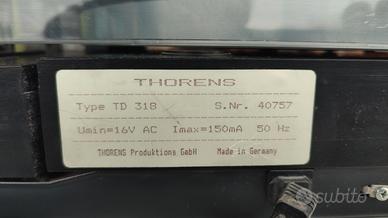 THORENS
Type TD 318 S.Nr. 40757
Umin=16V AC Imax=150mA 50 Hz
THORENS Produktions GmbH Made in Germany
subito